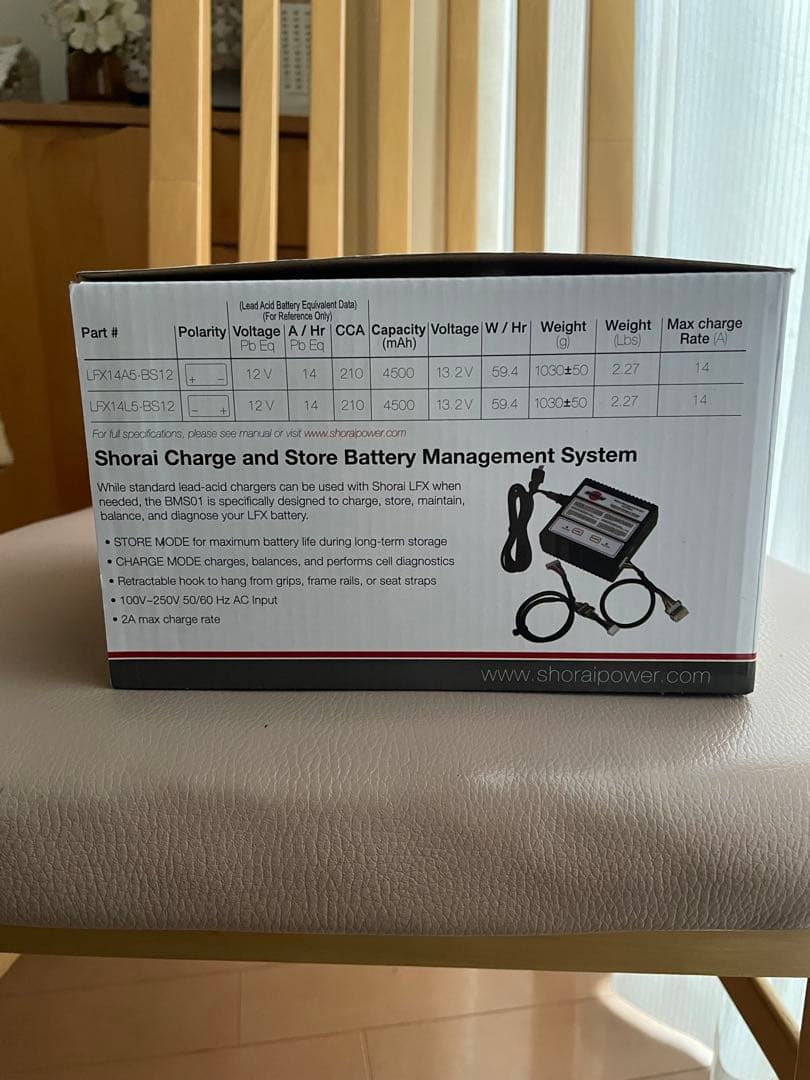 (Lead Acid Battery Equivalent Data)
(For Reference Only)
Part # Polarity Voltage A / Hr CCA Capacity Voltage W / Hr Weight Weight Max charge
Pb Eq Pb Eq (mAh) (g) (Lbs) Rate (A)
LFX14A5-BS12 + − 12 V 14 210 4500 13.2 V 59.4 1030±50 2.27 14
LFX14L5-BS12 − + 12 V 14 210 4500 13.2 V 59.4 1030±50 2.27 14
For full specifications, please see manual or visit www.shoraipower.com
Shorai Charge and Store Battery Management System
While standard lead-acid chargers can be used with Shorai LFX when
needed, the BMS01 is specifically designed to charge, store, maintain,
balance, and diagnose your LFX battery.
• STORE MODE for maximum battery life during long-term storage
• CHARGE MODE charges, balances, and performs cell diagnostics
• Retractable hook to hang from grips, frame rails, or seat straps
• 100V~250V 50/60 Hz AC Input
• 2A max charge rate
www.shoraipower.com